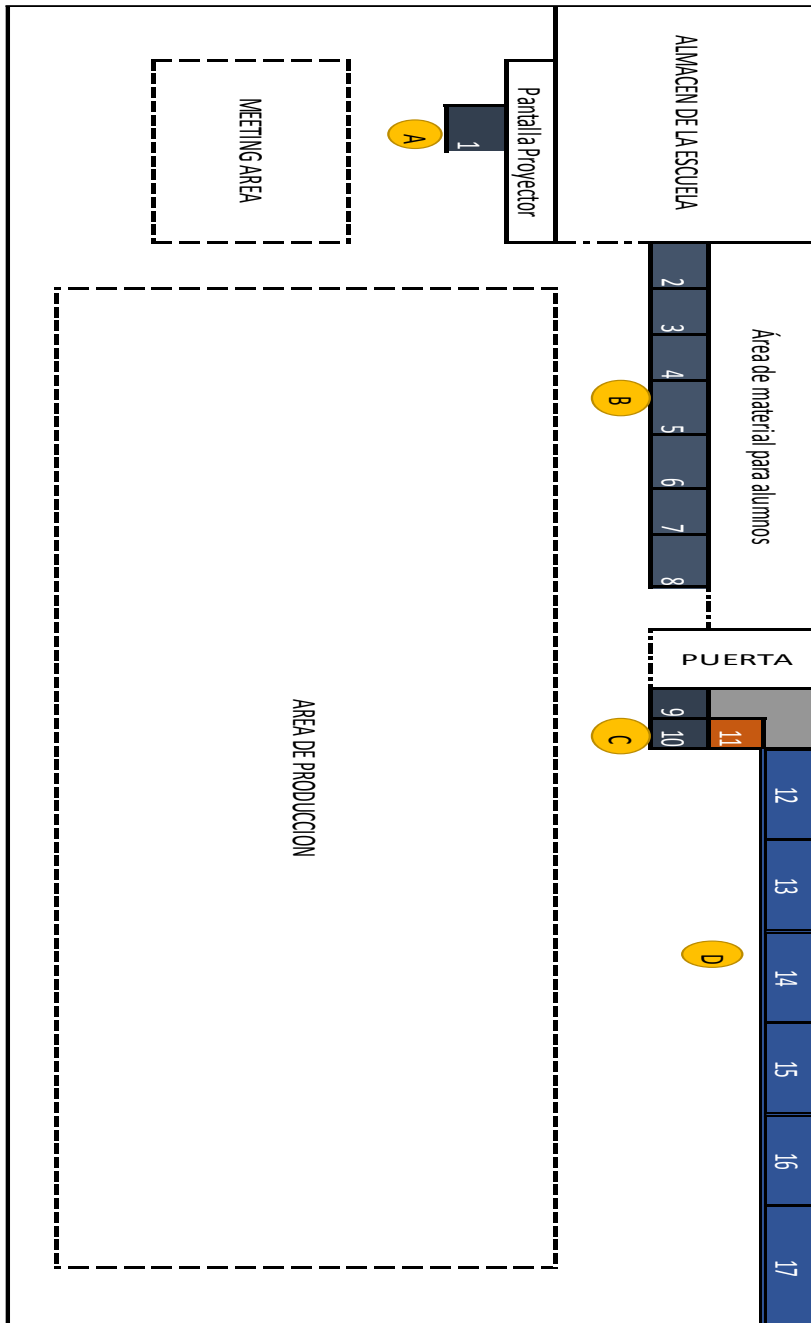 ALMACEN DE LA ESCUELA
Pantalla Proyector
1
A
MEETING AREA
Área de material para alumnos
2
3
4
5
6
7
8
B
PUERTA
9
10
11
C
12
13
14
15
16
17
D
AREA DE PRODUCCION